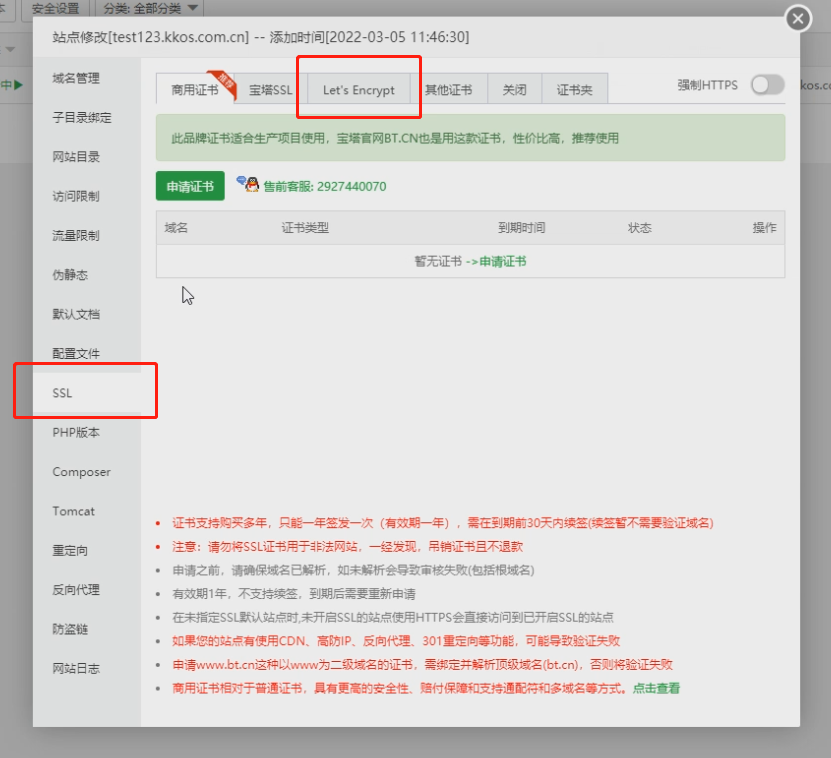 安全设置 分类: 全部分类
站点修改[test123.kkos.com.cn] -- 添加时间[2022-03-05 11:46:30]
域名管理
子目录绑定
网站目录
访问限制
流量限制
伪静态
默认文档
配置文件
SSL
PHP版本
Composer
Tomcat
重定向
反向代理
防盗链
网站日志
商用证书 推荐 宝塔SSL Let's Encrypt 其他证书 关闭 证书夹 强制HTTPS
此品牌证书适合生产项目使用，宝塔官网BT.CN也是用这款证书，性价比高，推荐使用
申请证书 售前客服: 2927440070
域名 证书类型 到期时间 状态 操作
暂无证书 ->申请证书
证书支持购买多年，只能一年签发一次（有效期一年），需在到期前30天内续签(续签暂不需要验证域名)
注意：请勿将SSL证书用于非法网站，一经发现，吊销证书且不退款
申请之前，请确保域名已解析，如未解析会导致审核失败(包括根域名)
有效期1年，不支持续签，到期后需要重新申请
在未指定SSL默认站点时,未开启SSL的站点使用HTTPS会直接访问到已开启SSL的站点
如果您的站点有使用CDN、高防IP、反向代理、301重定向等功能，可能导致验证失败
申请www.bt.cn这种以www为二级域名的证书，需绑定并解析顶级域名(bt.cn)，否则将验证失败
商用证书相对于普通证书，具有更高的安全性、赔付保障和支持通配符和多域名等方式。点击查看